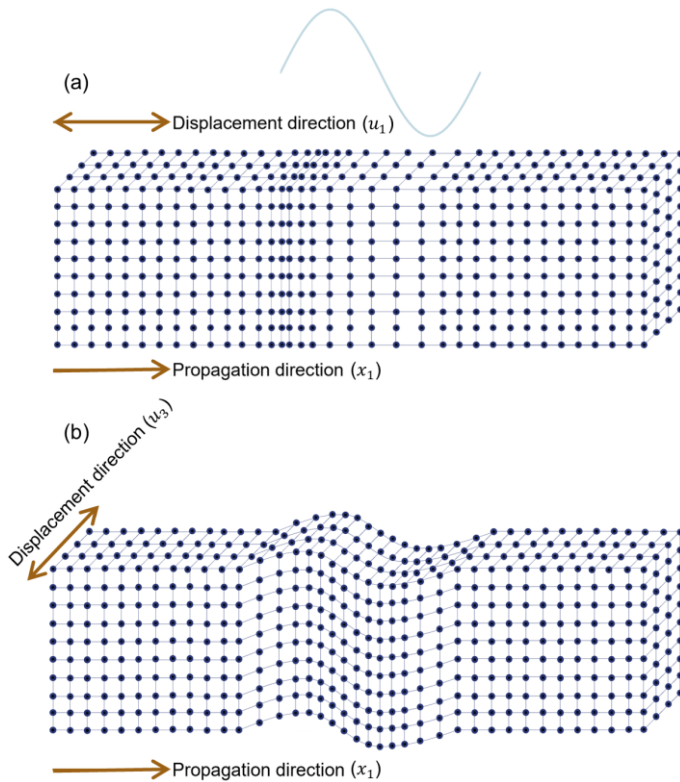 (a)
Displacement direction (u₁)
Propagation direction (x₁)
(b)
Displacement direction (u₃)
Propagation direction (x₁)